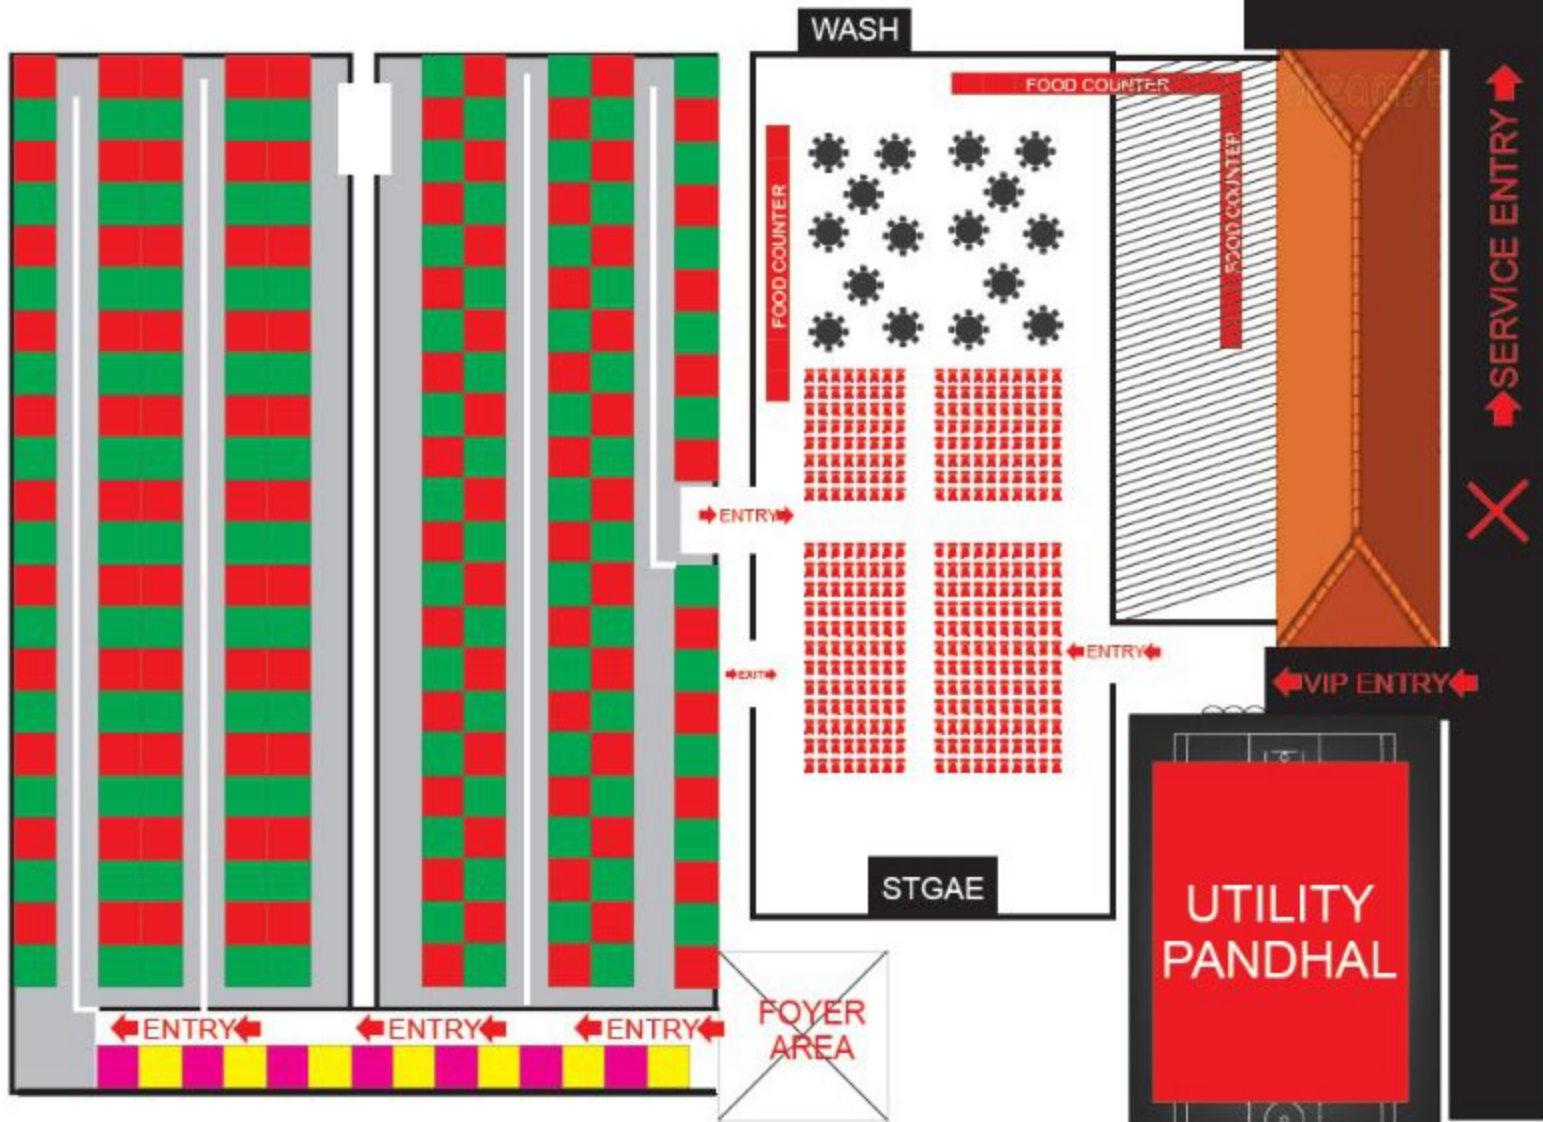 WASH
FOOD COUNTER
FOOD COUNTER
FOOD COUNTER
SERVICE ENTRY
ENTRY
EXIT
ENTRY
VIP ENTRY
STGAE
UTILITY
PANDHAL
FOYER
AREA
ENTRY
ENTRY
ENTRY